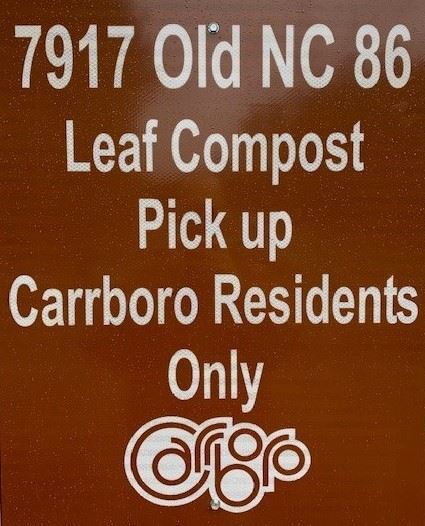 7917 Old NC 86
Leaf Compost
Pick up
Carrboro Residents
Only
Carrboro